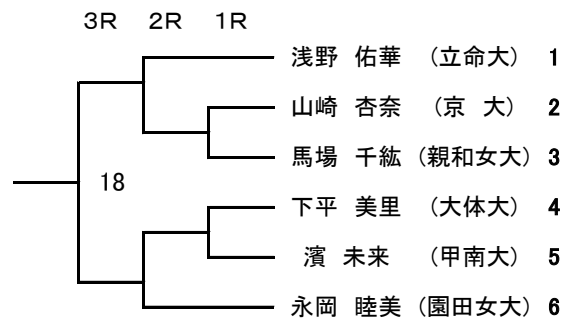 3R 2R 1R
浅野 佑華 (立命大) 1
山崎 杏奈 (京 大) 2
馬場 千紘 (親和女大) 3
18
下平 美里 (大体大) 4
濱 未来 (甲南大) 5
永岡 睦美 (園田女大) 6